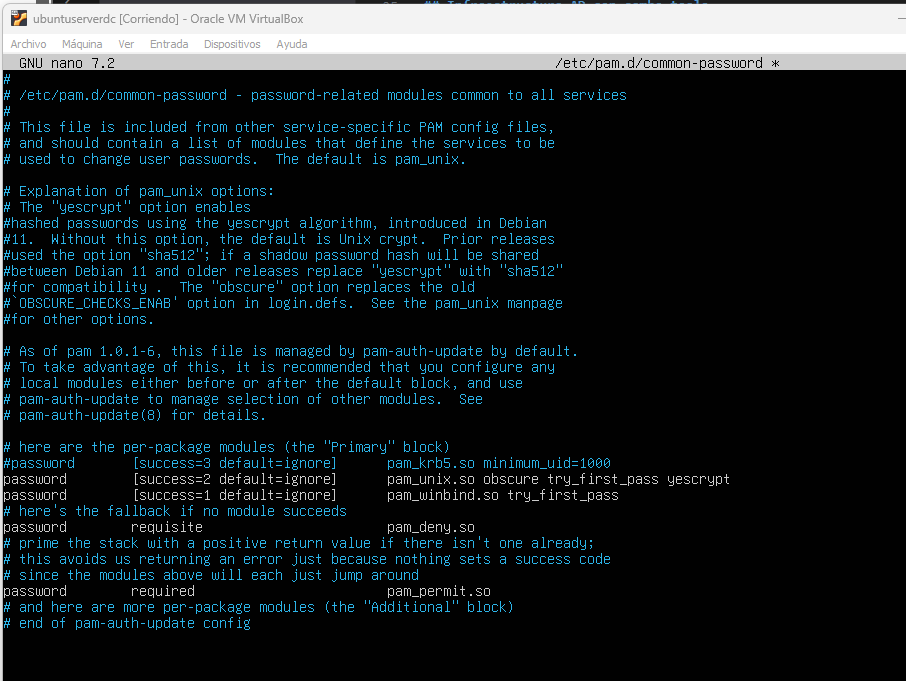 ubuntuserverdc [Corriendo] - Oracle VM VirtualBox
Archivo Máquina Ver Entrada Dispositivos Ayuda
GNU nano 7.2 /etc/pam.d/common-password *
#
# /etc/pam.d/common-password - password-related modules common to all services
#
# This file is included from other service-specific PAM config files,
# and should contain a list of modules that define the services to be
# used to change user passwords.  The default is pam_unix.

# Explanation of pam_unix options:
# The "yescrypt" option enables
#hashed passwords using the yescrypt algorithm, introduced in Debian
#11.  Without this option, the default is Unix crypt.  Prior releases
#used the option "sha512"; if a shadow password hash will be shared
#between Debian 11 and older releases replace "yescrypt" with "sha512"
#for compatibility .  The "obscure" option replaces the old
#`OBSCURE_CHECKS_ENAB' option in login.defs.  See the pam_unix manpage
#for other options.

# As of pam 1.0.1-6, this file is managed by pam-auth-update by default.
# To take advantage of this, it is recommended that you configure any
# local modules either before or after the default block, and use
# pam-auth-update to manage selection of other modules.  See
# pam-auth-update(8) for details.

# here are the per-package modules (the "Primary" block)
#password       [success=3 default=ignore]      pam_krb5.so minimum_uid=1000
password        [success=2 default=ignore]      pam_unix.so obscure try_first_pass yescrypt
password        [success=1 default=ignore]      pam_winbind.so try_first_pass
# here's the fallback if no module succeeds
password        requisite                       pam_deny.so
# prime the stack with a positive return value if there isn't one already;
# this avoids us returning an error just because nothing sets a success code
# since the modules above will each just jump around
password        required                        pam_permit.so
# and here are more per-package modules (the "Additional" block)
# end of pam-auth-update config